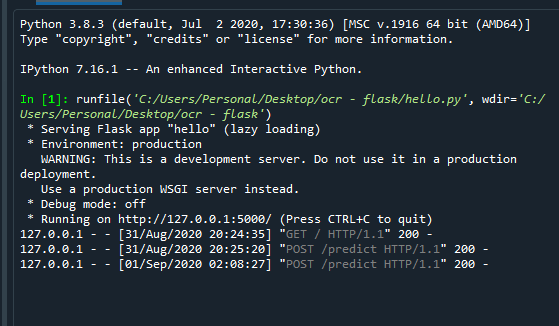 Python 3.8.3 (default, Jul  2 2020, 17:30:36) [MSC v.1916 64 bit (AMD64)]
Type "copyright", "credits" or "license" for more information.
IPython 7.16.1 -- An enhanced Interactive Python.
In [1]: runfile('C:/Users/Personal/Desktop/ocr - flask/hello.py', wdir='C:/
Users/Personal/Desktop/ocr - flask')
 * Serving Flask app "hello" (lazy loading)
 * Environment: production
   WARNING: This is a development server. Do not use it in a production
deployment.
   Use a production WSGI server instead.
 * Debug mode: off
 * Running on http://127.0.0.1:5000/ (Press CTRL+C to quit)
127.0.0.1 - - [31/Aug/2020 20:24:35] "GET / HTTP/1.1" 200 -
127.0.0.1 - - [31/Aug/2020 20:25:20] "POST /predict HTTP/1.1" 200 -
127.0.0.1 - - [01/Sep/2020 02:08:27] "POST /predict HTTP/1.1" 200 -